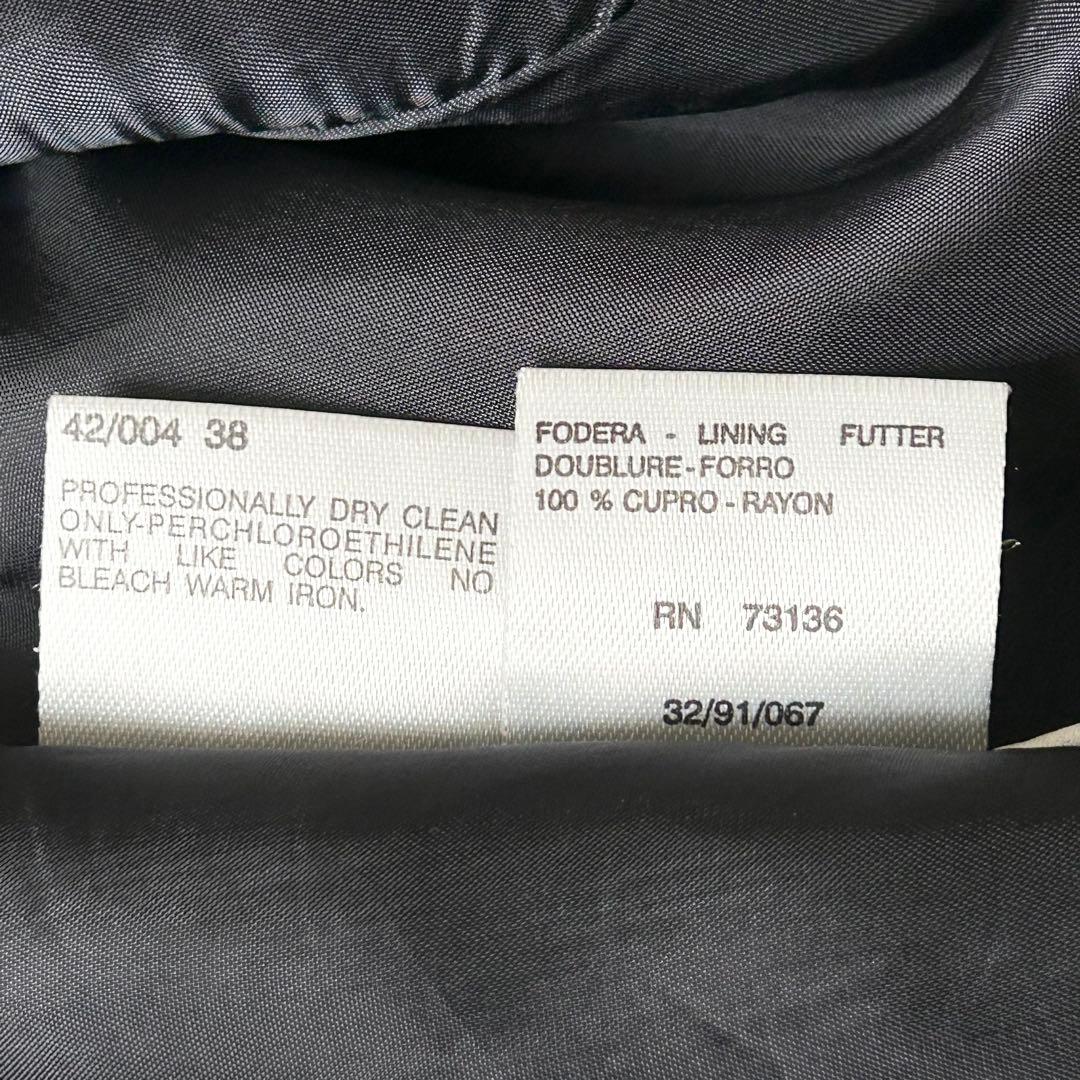 42/004 38
PROFESSIONALLY DRY CLEAN
ONLY-PERCHLOROETHILENE
WITH LIKE COLORS NO
BLEACH WARM IRON.
FODERA - LINING FUTTER
DOUBLURE-FORRO
100 % CUPRO-RAYON
RN 73136
32/91/067